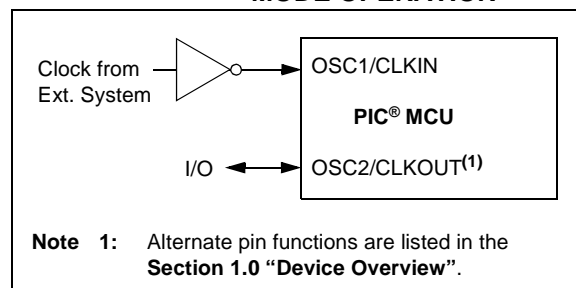 MODE OPERATION
Clock from
Ext. System
OSC1/CLKIN
PIC® MCU
I/O
OSC2/CLKOUT(1)
Note 1: Alternate pin functions are listed in the
Section 1.0 “Device Overview”.